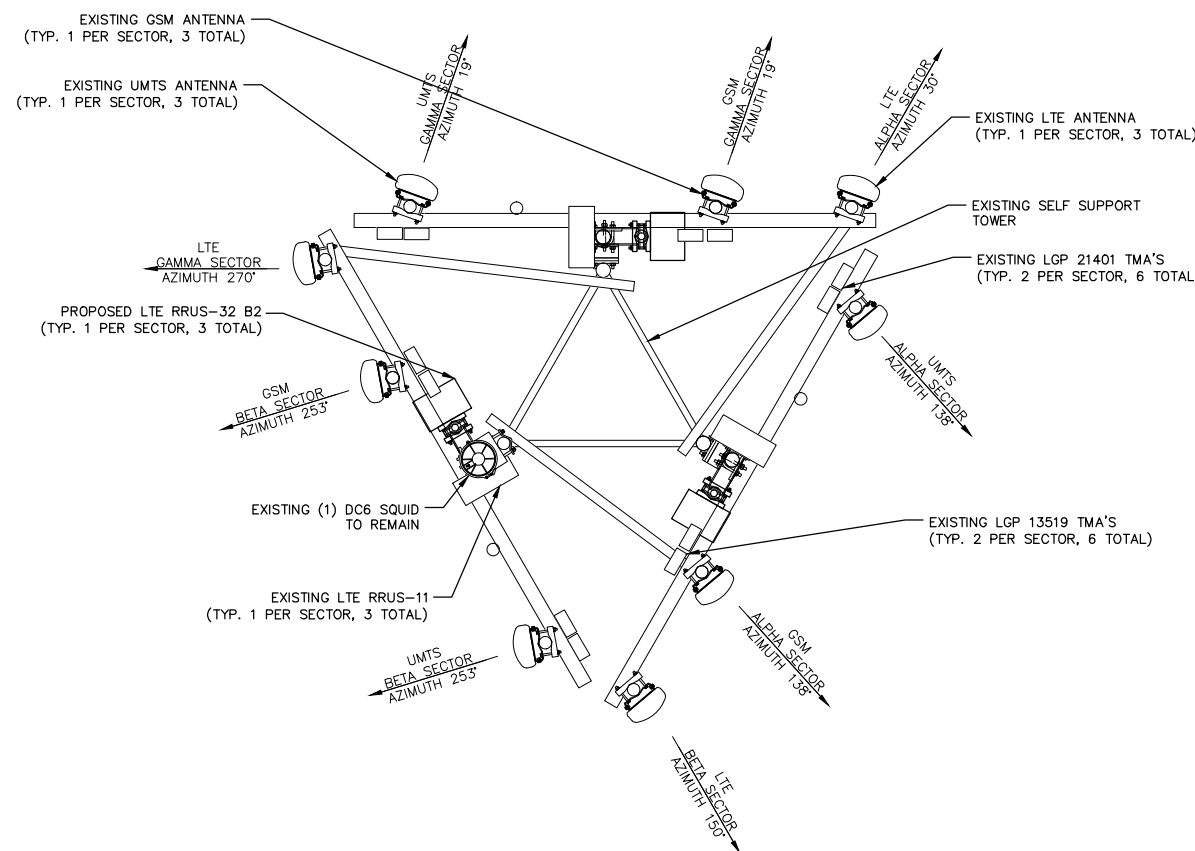 EXISTING GSM ANTENNA
(TYP. 1 PER SECTOR, 3 TOTAL)
EXISTING UMTS ANTENNA
(TYP. 1 PER SECTOR, 3 TOTAL)
UMTS
GAMMA SECTOR
AZIMUTH 19°
GSM
GAMMA SECTOR
AZIMUTH 19°
LTE
ALPHA SECTOR
AZIMUTH 30°
EXISTING LTE ANTENNA
(TYP. 1 PER SECTOR, 3 TOTAL)
EXISTING SELF SUPPORT
TOWER
LTE
GAMMA SECTOR
AZIMUTH 270°
EXISTING LGP 21401 TMA'S
(TYP. 2 PER SECTOR, 6 TOTAL
PROPOSED LTE RRUS-32 B2
(TYP. 1 PER SECTOR, 3 TOTAL)
UMTS
ALPHA SECTOR
AZIMUTH 138°
GSM
BETA SECTOR
AZIMUTH 253°
EXISTING (1) DC6 SQUID
TO REMAIN
EXISTING LGP 13519 TMA'S
(TYP. 2 PER SECTOR, 6 TOTAL)
EXISTING LTE RRUS-11
(TYP. 1 PER SECTOR, 3 TOTAL)
GSM
ALPHA SECTOR
AZIMUTH 138°
UMTS
BETA SECTOR
AZIMUTH 253°
LTE
BETA SECTOR
AZIMUTH 150°